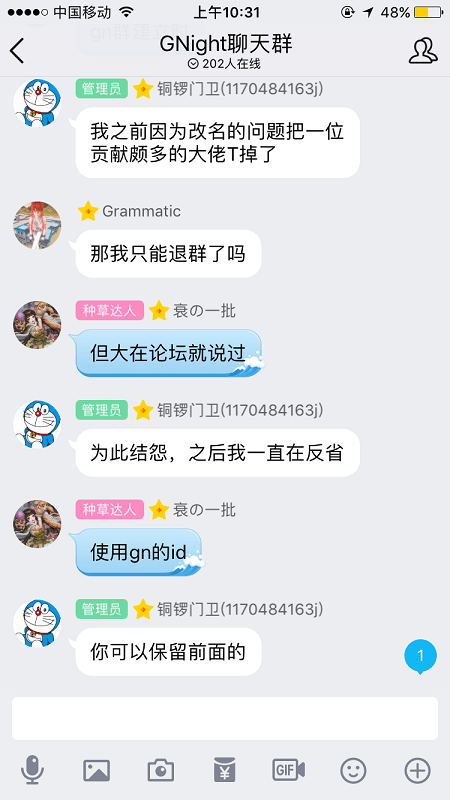 中国移动
上午10:31
48%
gn群建
GNight聊天群
202人在线
管理员 铜锣门卫(1170484163j)
我之前因为改名的问题把一位
贡献颇多的大佬T掉了
Grammatic
那我只能退群了吗
种草达人 衰の一批
但大在论坛就说过
管理员 铜锣门卫(1170484163j)
为此结怨，之后我一直在反省
种草达人 衰の一批
使用gn的id
管理员 铜锣门卫(1170484163j)
你可以保留前面的
1
¥
GIF